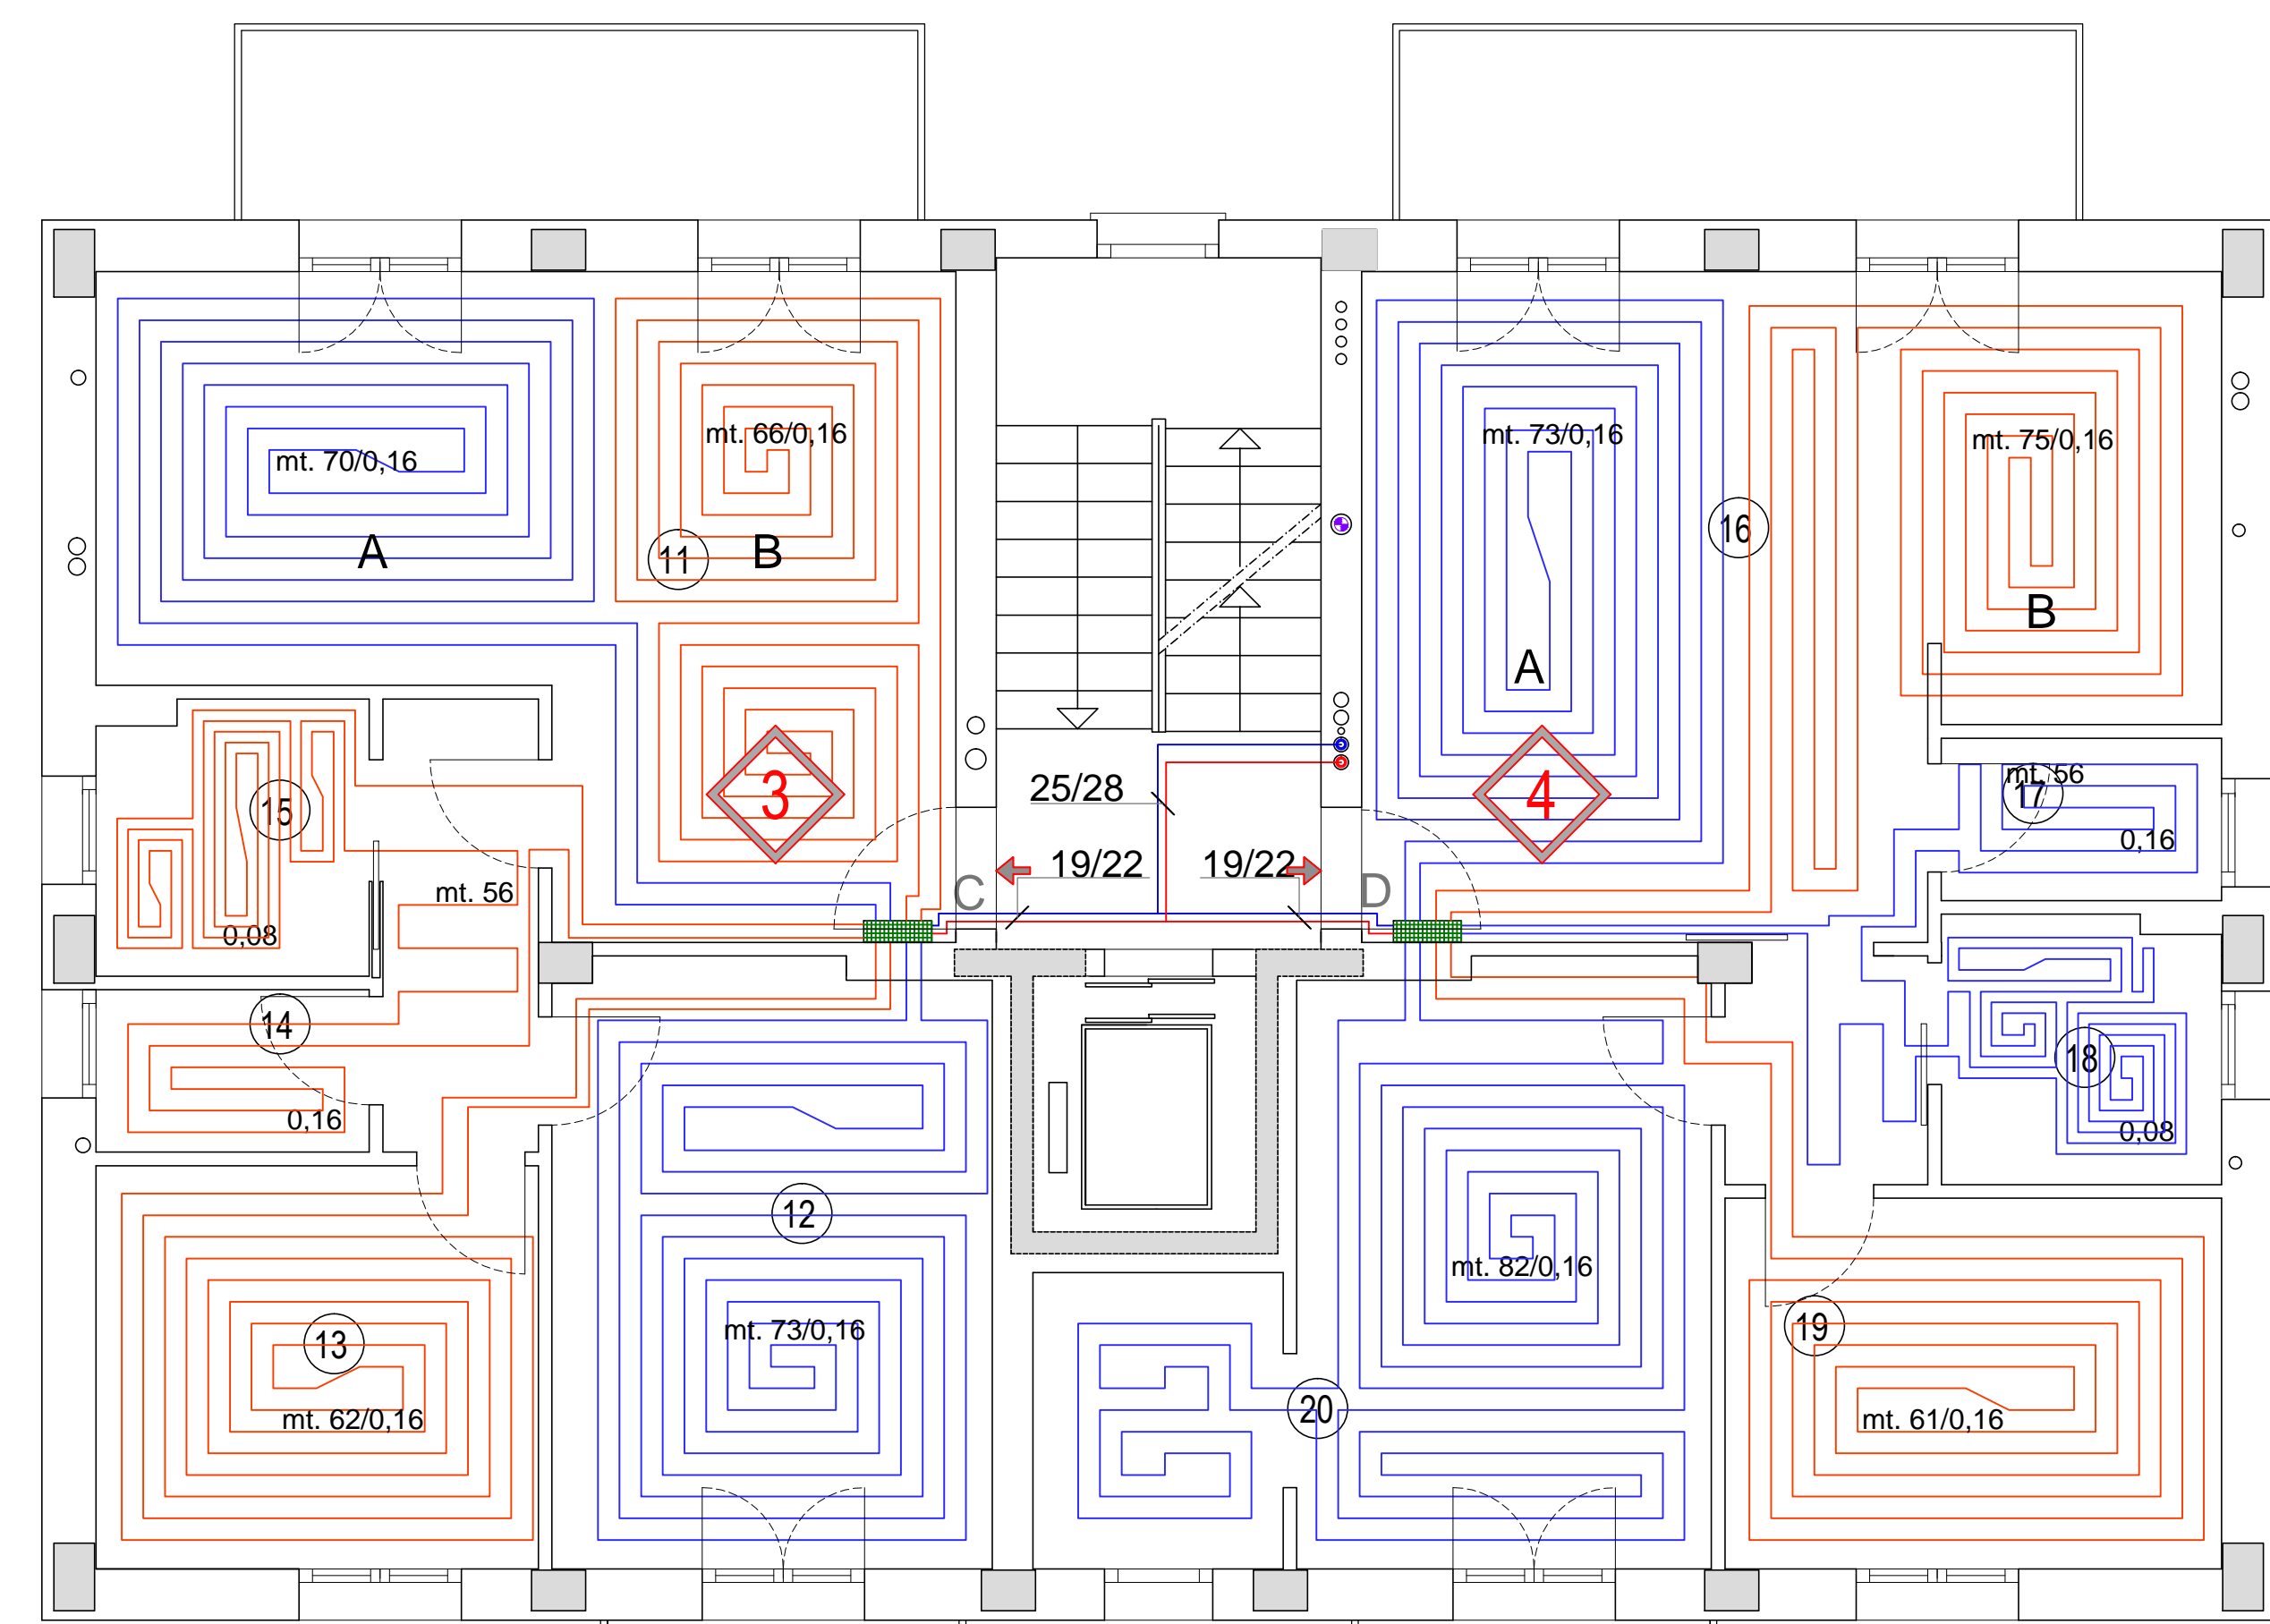 mt. 70/0,16
A
mt. 66/0,16
B
11
mt. 73/0,16
A
16
mt. 75/0,16
B
3
4
25/28
19/22
19/22
C
D
15
0,08
mt. 56
14
0,16
mt. 56
17
0,16
18
0,08
12
mt. 73/0,16
13
mt. 62/0,16
mt. 82/0,16
20
19
mt. 61/0,16